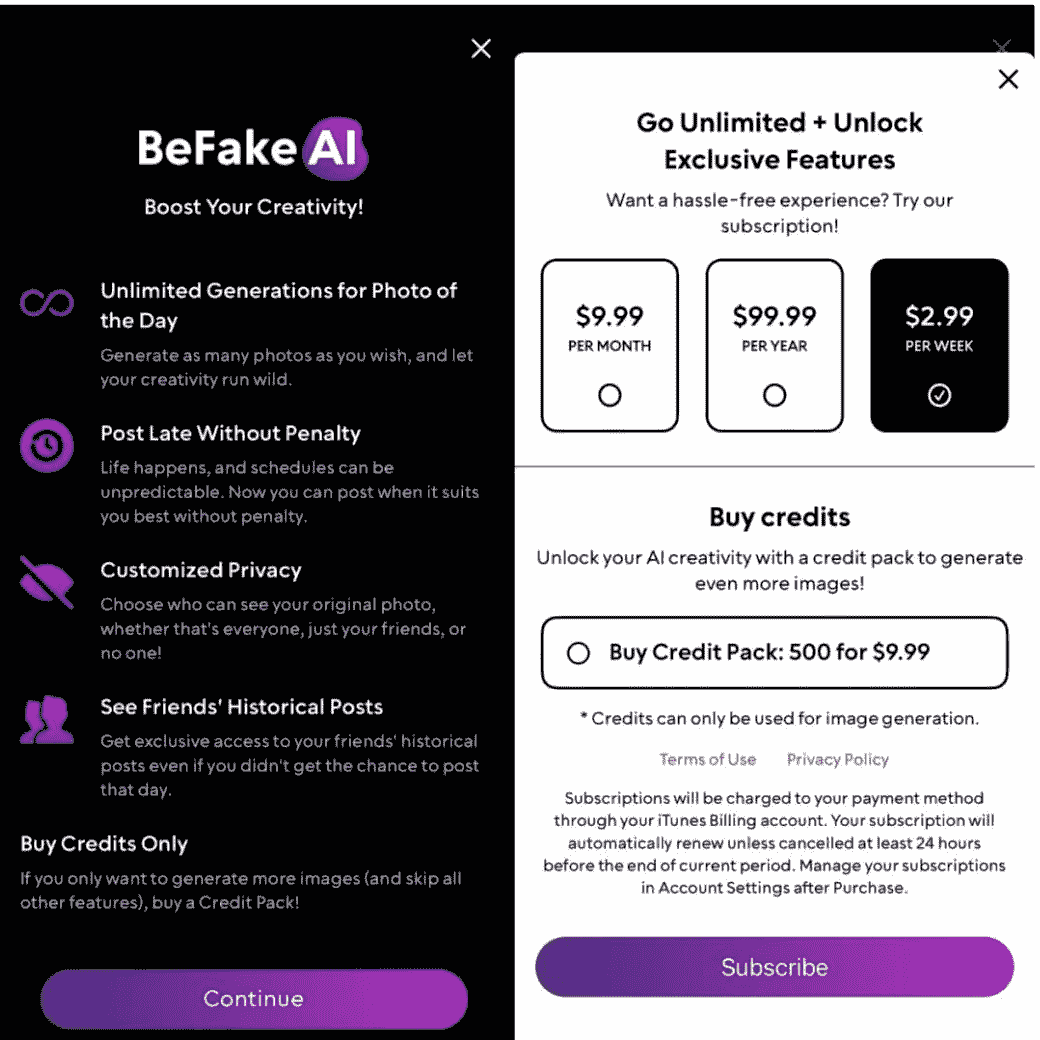 BeFake AI
Boost Your Creativity!
Unlimited Generations for Photo of
the Day
Generate as many photos as you wish, and let
your creativity run wild.
Post Late Without Penalty
Life happens, and schedules can be
unpredictable. Now you can post when it suits
you best without penalty.
Customized Privacy
Choose who can see your original photo,
whether that's everyone, just your friends, or
no one!
See Friends' Historical Posts
Get exclusive access to your friends' historical
posts even if you didn't get the chance to post
that day.
Buy Credits Only
If you only want to generate more images (and skip all
other features), buy a Credit Pack!
Continue
Go Unlimited + Unlock
Exclusive Features
Want a hassle-free experience? Try our
subscription!
$9.99
PER MONTH
$99.99
PER YEAR
$2.99
PER WEEK
Buy credits
Unlock your AI creativity with a credit pack to generate
even more images!
Buy Credit Pack: 500 for $9.99
* Credits can only be used for image generation.
Terms of Use Privacy Policy
Subscriptions will be charged to your payment method
through your iTunes Billing account. Your subscription will
automatically renew unless cancelled at least 24 hours
before the end of current period. Manage your subscriptions
in Account Settings after Purchase.
Subscribe